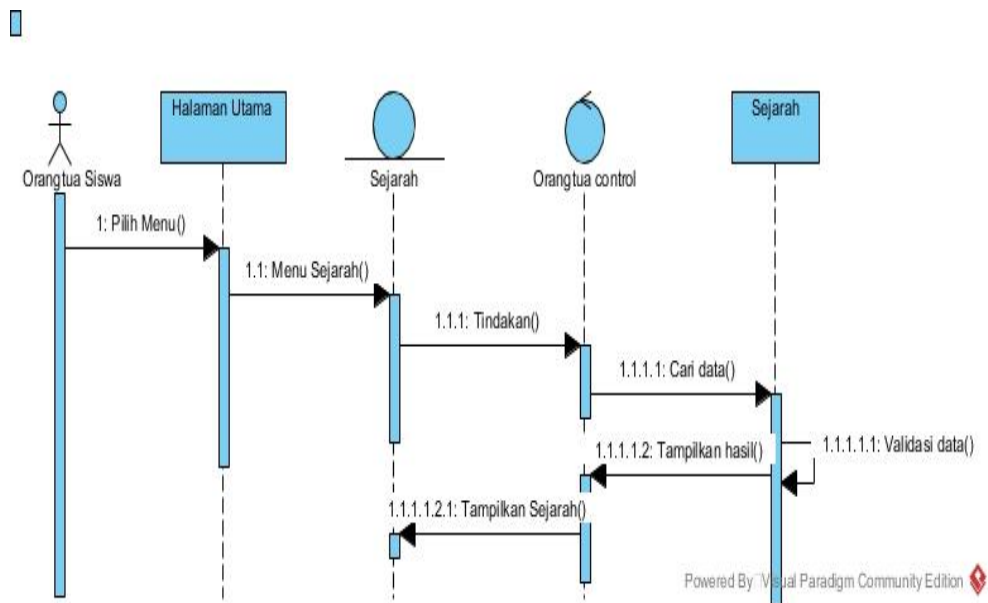 Halaman Utama
Sejarah
Orangtua Siswa
Sejarah
Orangtua control
1: Pilih Menu()
1.1: Menu Sejarah()
1.1.1: Tindakan()
1.1.1.1: Cari data()
1.1.1.1.1: Validasi data()
1.1.1.1.2: Tampilkan hasil()
1.1.1.1.2.1: Tampilkan Sejarah()
Powered By Visual Paradigm Community Edition